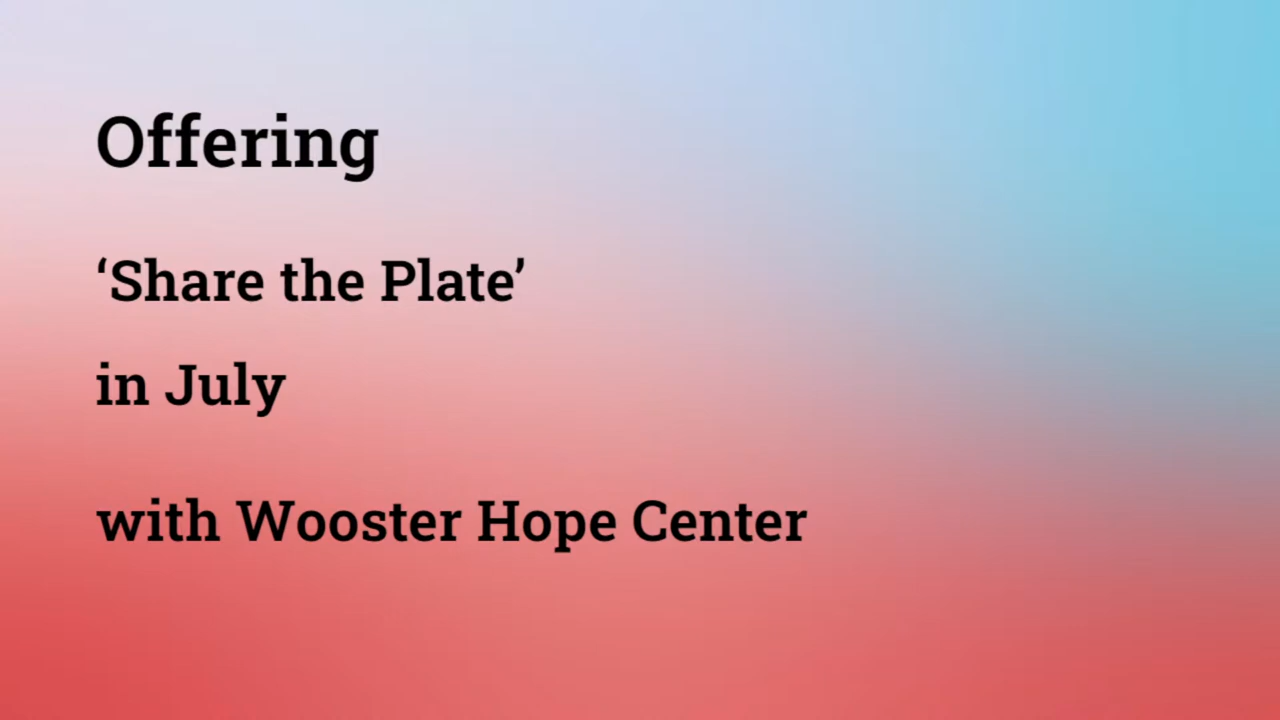 Offering
‘Share the Plate’
in July
with Wooster Hope Center